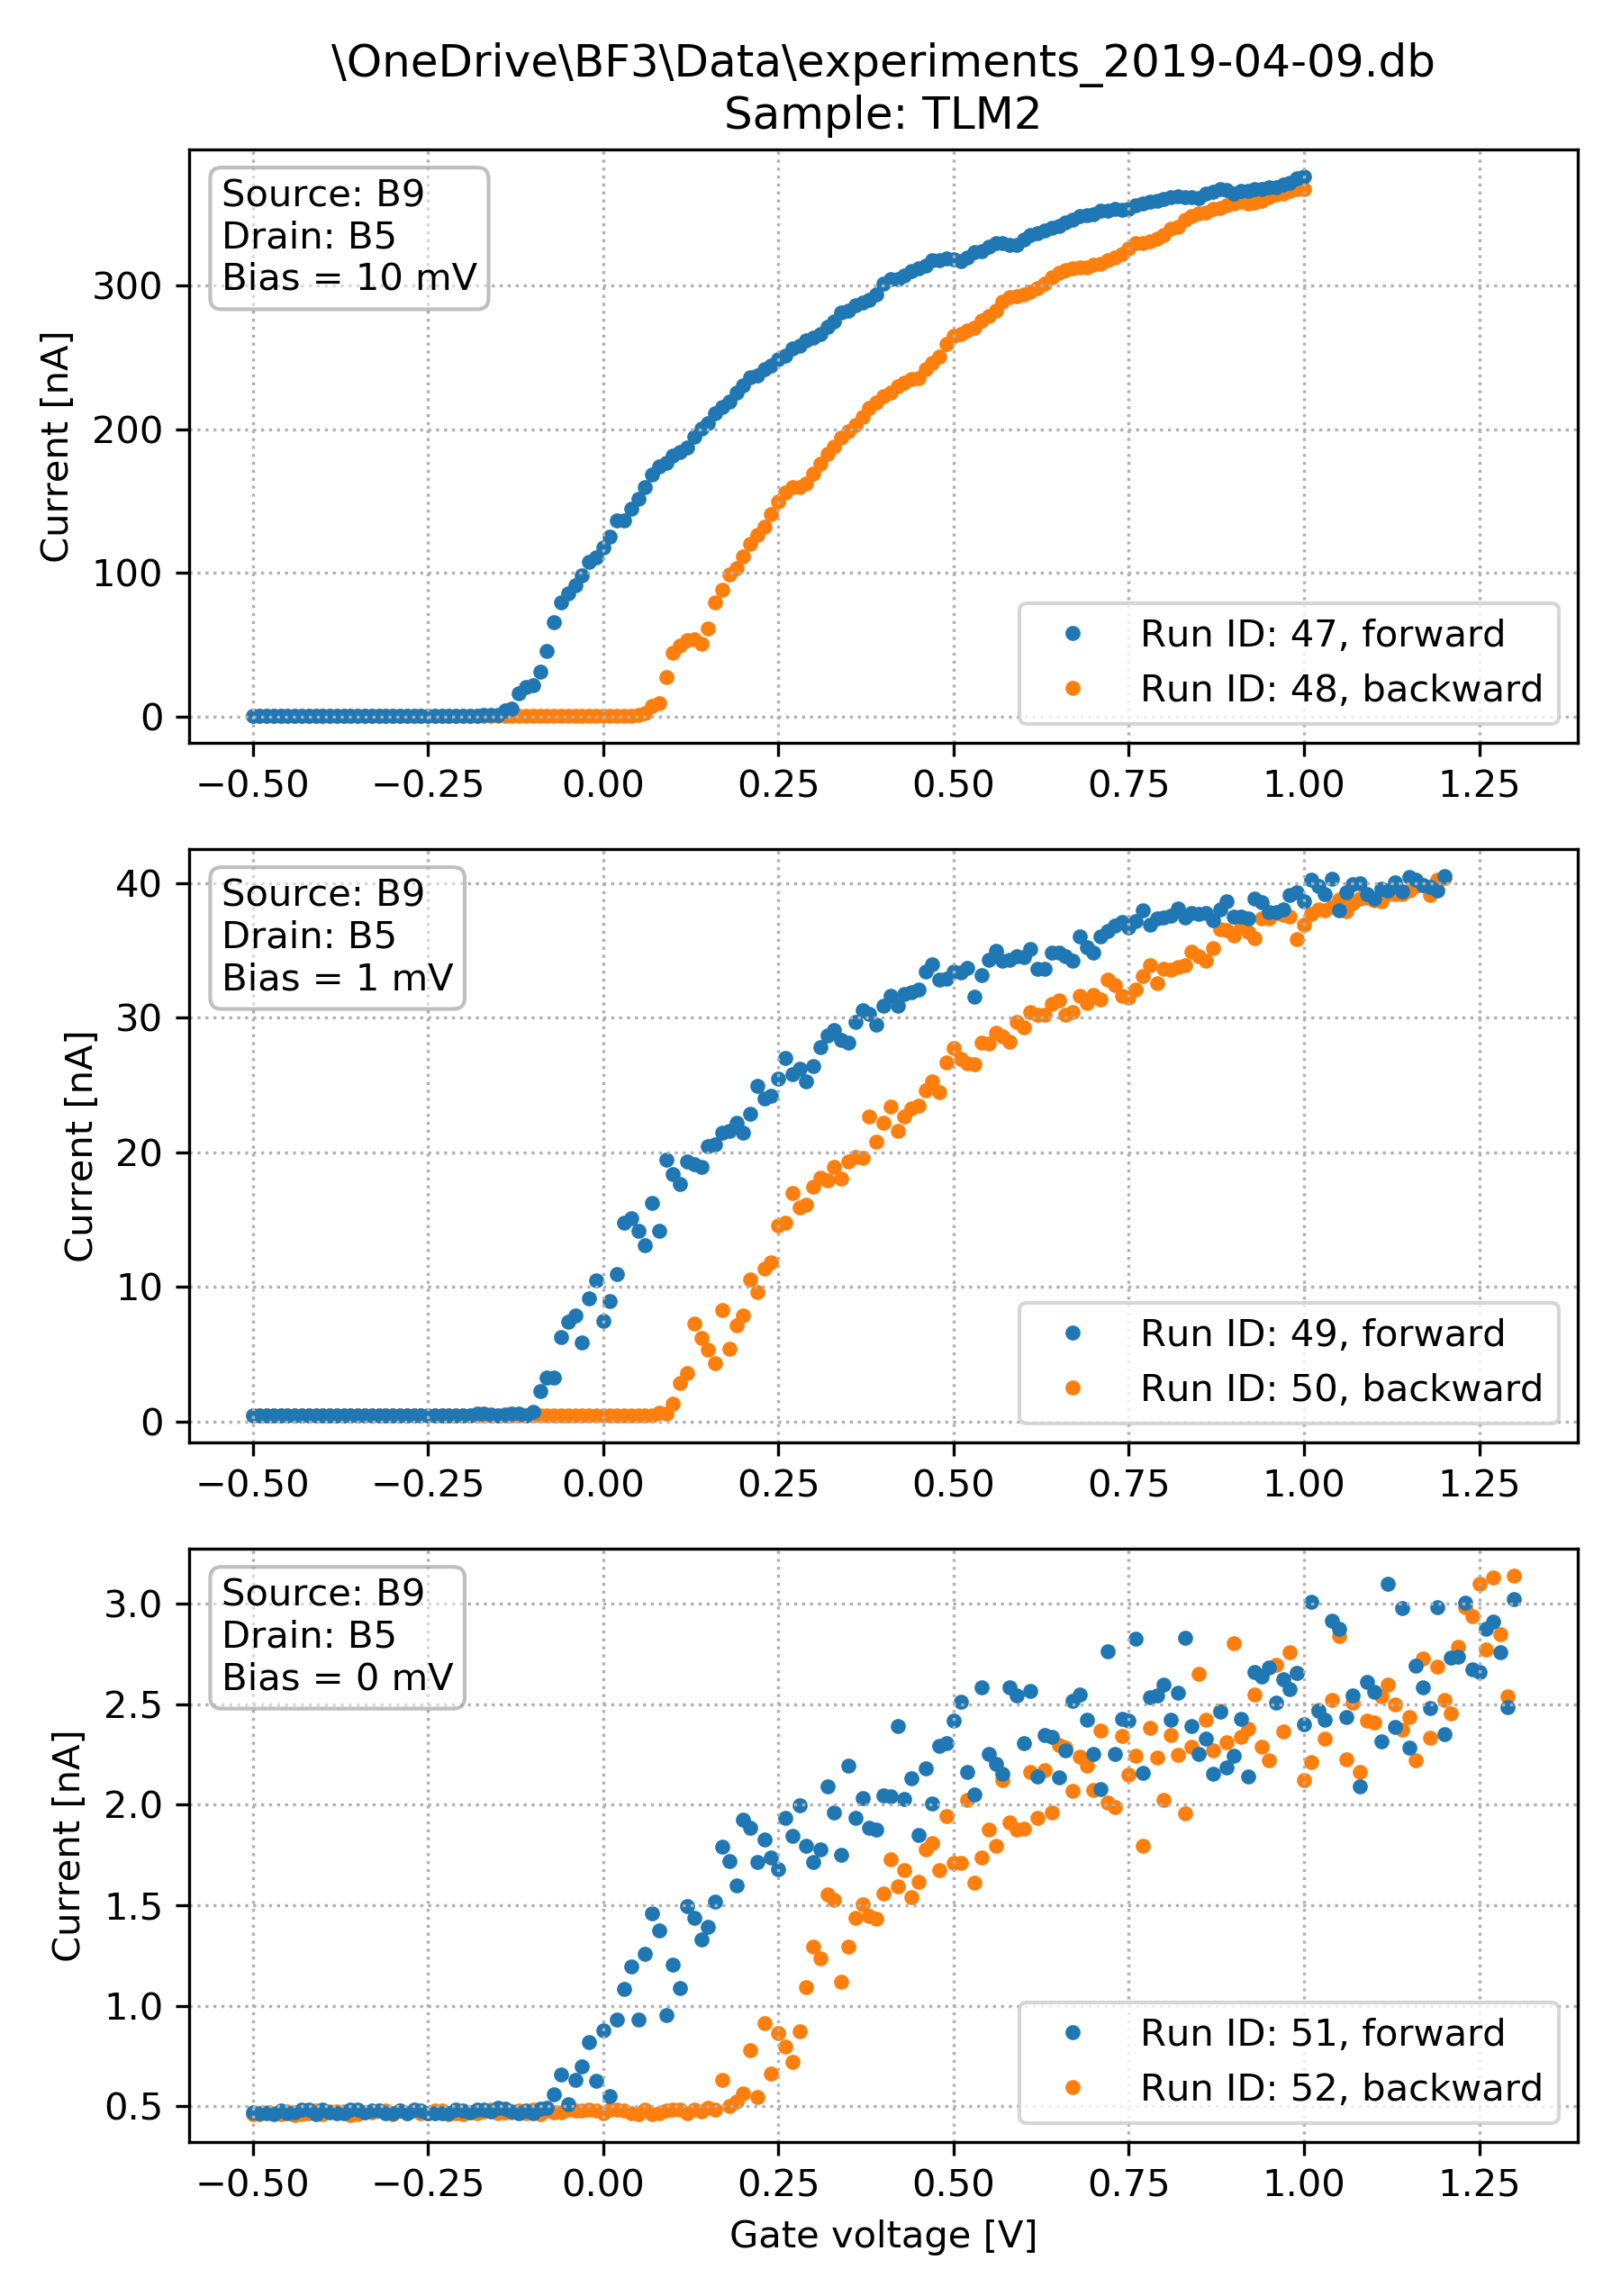 \OneDrive\BF3\Data\experiments_2019-04-09.db
Sample: TLM2
Source: B9
Drain: B5
Bias = 10 mV
Current [nA]
300
200
100
0
Run ID: 47, forward
Run ID: 48, backward
−0.50 −0.25 0.00 0.25 0.50 0.75 1.00 1.25
Source: B9
Drain: B5
Bias = 1 mV
Current [nA]
40
30
20
10
0
Run ID: 49, forward
Run ID: 50, backward
−0.50 −0.25 0.00 0.25 0.50 0.75 1.00 1.25
Source: B9
Drain: B5
Bias = 0 mV
Current [nA]
3.0
2.5
2.0
1.5
1.0
0.5
Run ID: 51, forward
Run ID: 52, backward
−0.50 −0.25 0.00 0.25 0.50 0.75 1.00 1.25
Gate voltage [V]